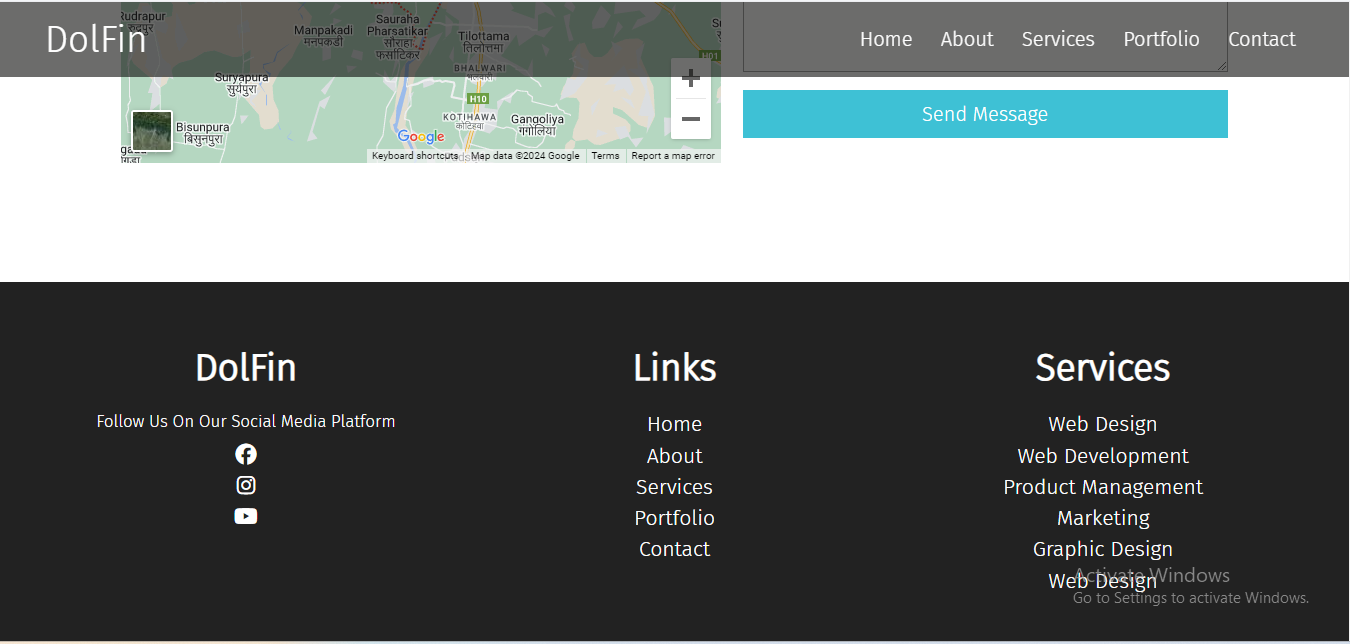 DolFin
Home About Services Portfolio Contact
Rudrapur
रुद्रपुर
Manpakadi
मनपकडी
Sauraha
Pharsatikar
सौराहा
फर्साटिकर
Tilottama
तिलोत्तमा
H01
BHALWARI
भलवारी
Suryapura
सुर्यपुरा
H10
KOTIHAWA
कोटिहवा
Gangoliya
गंगोलिया
Bisunpura
बिसुनपुरा
Google
Keyboard shortcuts Map data ©2024 Google Terms Report a map error
Send Message
DolFin
Follow Us On Our Social Media Platform
Links
Home
About
Services
Portfolio
Contact
Services
Web Design
Web Development
Product Management
Marketing
Graphic Design
Web Design
Activate Windows
Go to Settings to activate Windows.